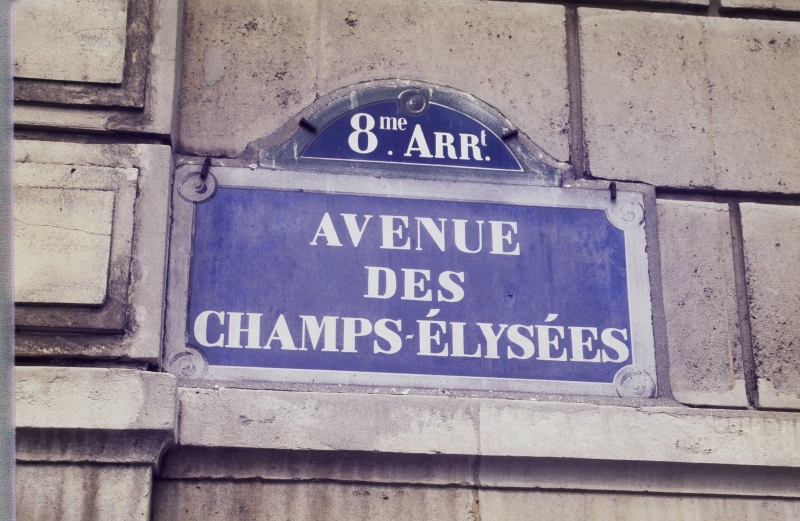 8me. ARRt.
AVENUE
DES
CHAMPS-ÉLYSÉES